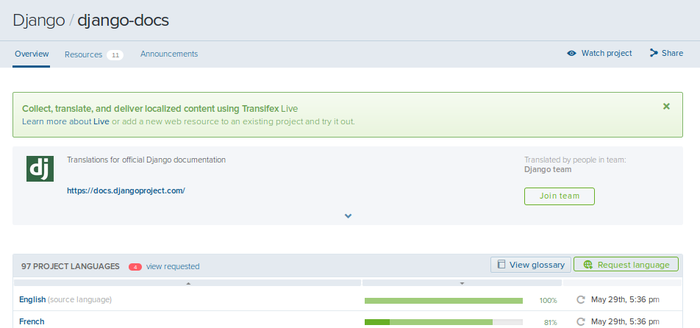 Django / django-docs
Overview Resources 11 Announcements Watch project Share
Collect, translate, and deliver localized content using Transifex Live
Learn more about Live or add a new web resource to an existing project and try it out.
dj
Translations for official Django documentation
https://docs.djangoproject.com/
Translated by people in team:
Django team
Join team
97 PROJECT LANGUAGES 4 view requested View glossary Request language
English (source language) 100% May 29th, 5:36 pm
French 81% May 29th, 5:36 pm